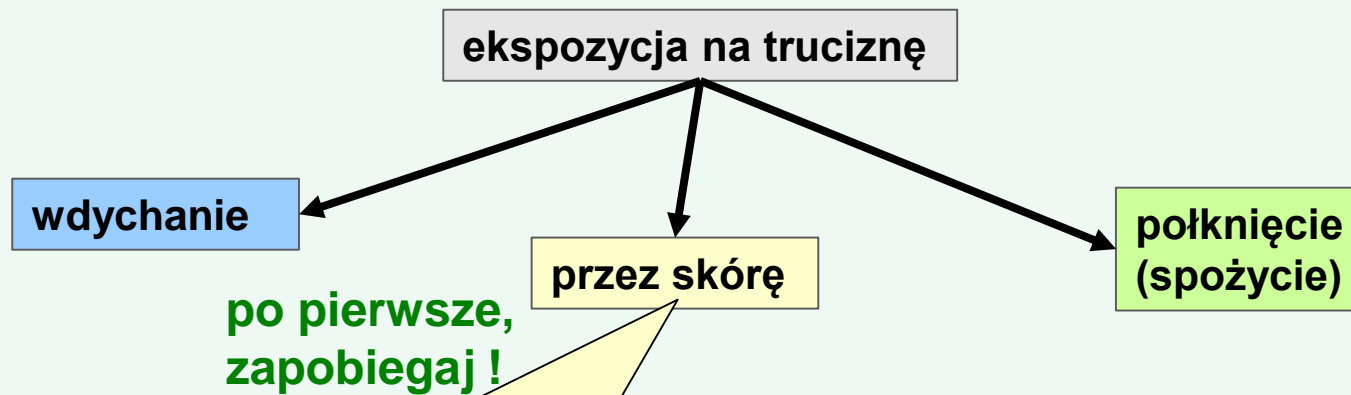 ekspozycja na truciznę
wdychanie
przez skórę
połknięcie
(spożycie)
po pierwsze,
zapobiegaj !